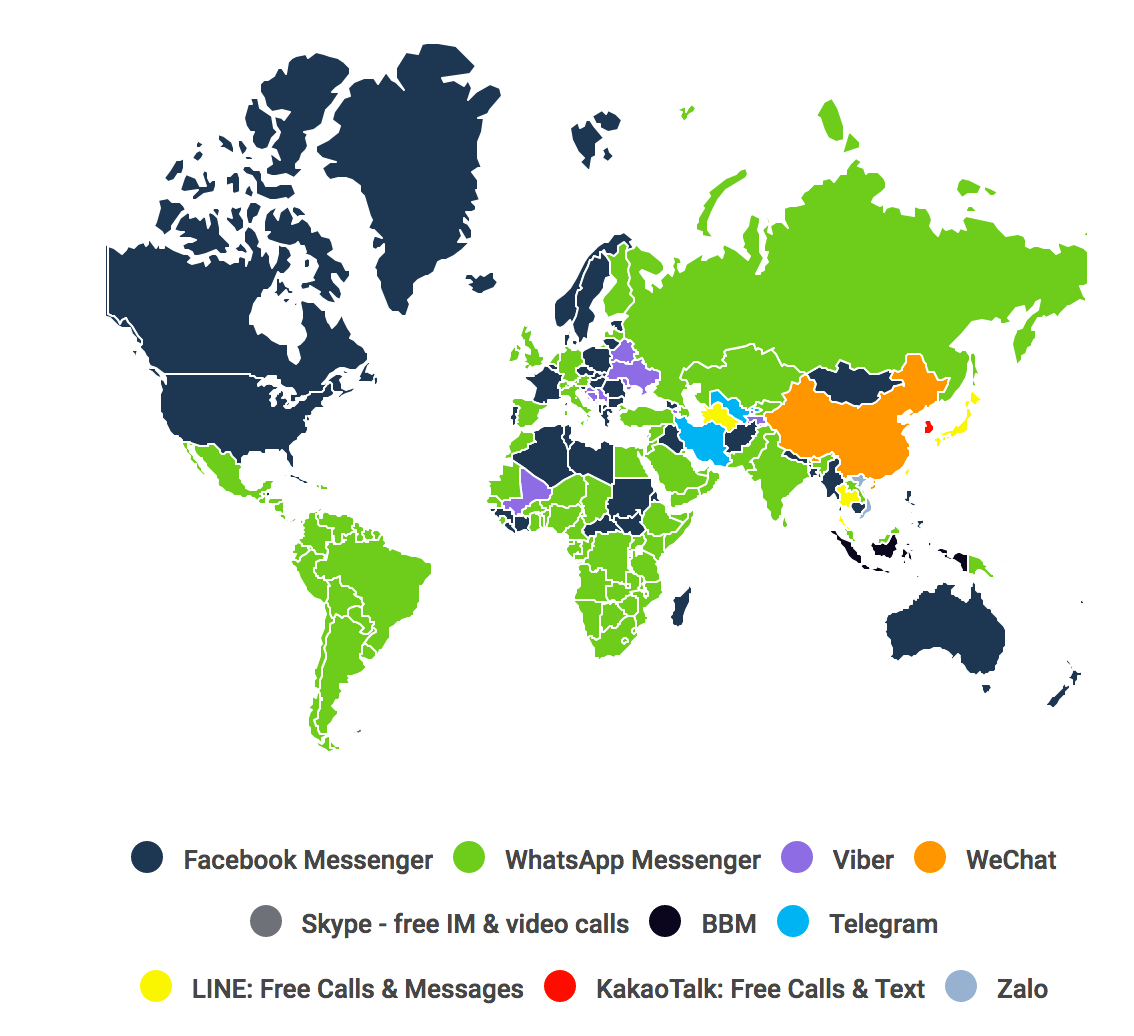 Facebook Messenger WhatsApp Messenger Viber WeChat
Skype - free IM & video calls BBM Telegram
LINE: Free Calls & Messages KakaoTalk: Free Calls & Text Zalo